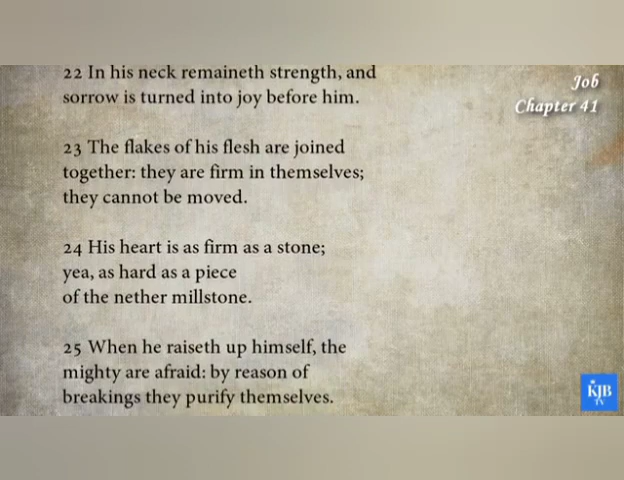 22 In his neck remaineth strength, and
sorrow is turned into joy before him.
Job
Chapter 41
23 The flakes of his flesh are joined
together: they are firm in themselves;
they cannot be moved.
24 His heart is as firm as a stone;
yea, as hard as a piece
of the nether millstone.
25 When he raiseth up himself, the
mighty are afraid: by reason of
breakings they purify themselves.
KJB
TV